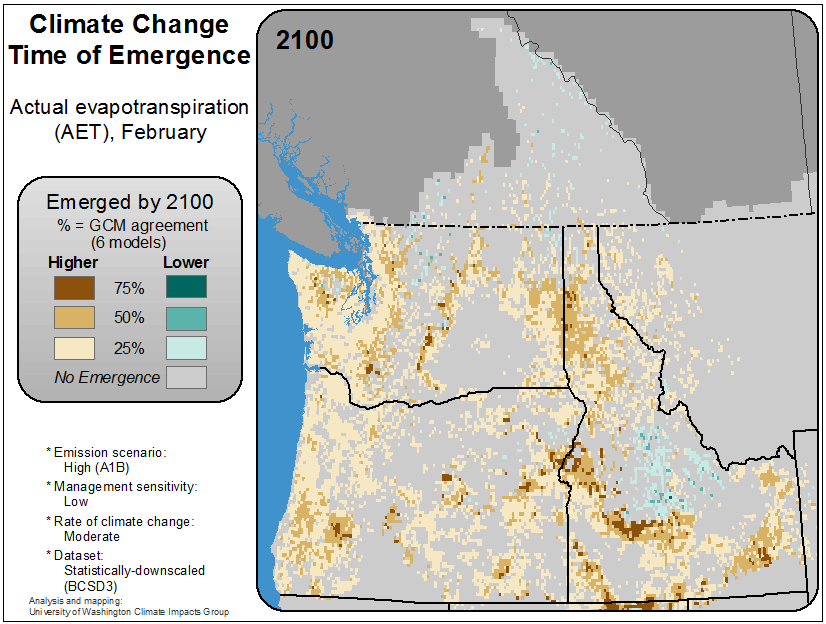 Climate Change
Time of Emergence
Actual evapotranspiration
(AET), February
2100
Emerged by 2100
% = GCM agreement
(6 models)
Higher Lower
75%
50%
25%
No Emergence
* Emission scenario:
High (A1B)
* Management sensitivity:
Low
* Rate of climate change:
Moderate
* Dataset:
Statistically-downscaled
(BCSD3)
Analysis and mapping:
University of Washington Climate Impacts Group